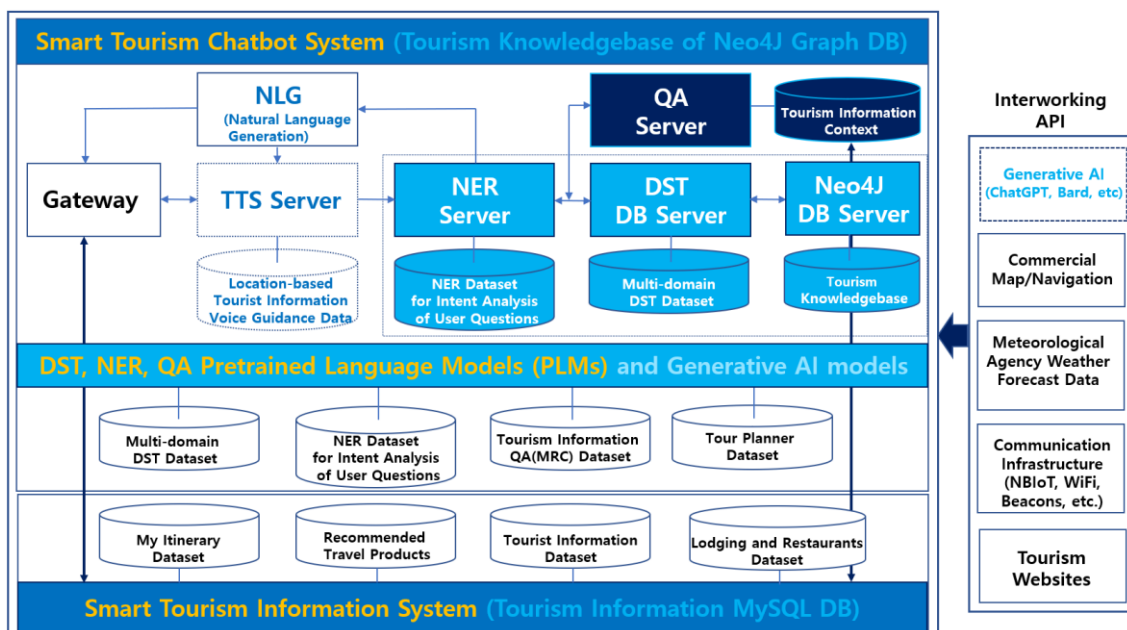 Smart Tourism Chatbot System (Tourism Knowledgebase of Neo4J Graph DB)
NLG
(Natural Language
Generation)
QA
Server
Tourism Information
Context
Gateway
TTS Server
NER
Server
DST
DB Server
Neo4J
DB Server
Location-based
Tourist Information
Voice Guidance Data
NER Dataset
for Intent Analysis
of User Questions
Multi-domain
DST Dataset
Tourism
Knowledgebase
DST, NER, QA Pretrained Language Models (PLMs) and Generative AI models
Multi-domain
DST Dataset
NER Dataset
for Intent Analysis
of User Questions
Tourism Information
QA(MRC) Dataset
Tour Planner
Dataset
My Itinerary
Dataset
Recommended
Travel Products
Tourist Information
Dataset
Lodging and Restaurants
Dataset
Smart Tourism Information System (Tourism Information MySQL DB)
Interworking
API
Generative AI
(ChatGPT, Bard, etc)
Commercial
Map/Navigation
Meteorological
Agency Weather
Forecast Data
Communication
Infrastructure
(NBIoT, WiFi,
Beacons, etc.)
Tourism
Websites